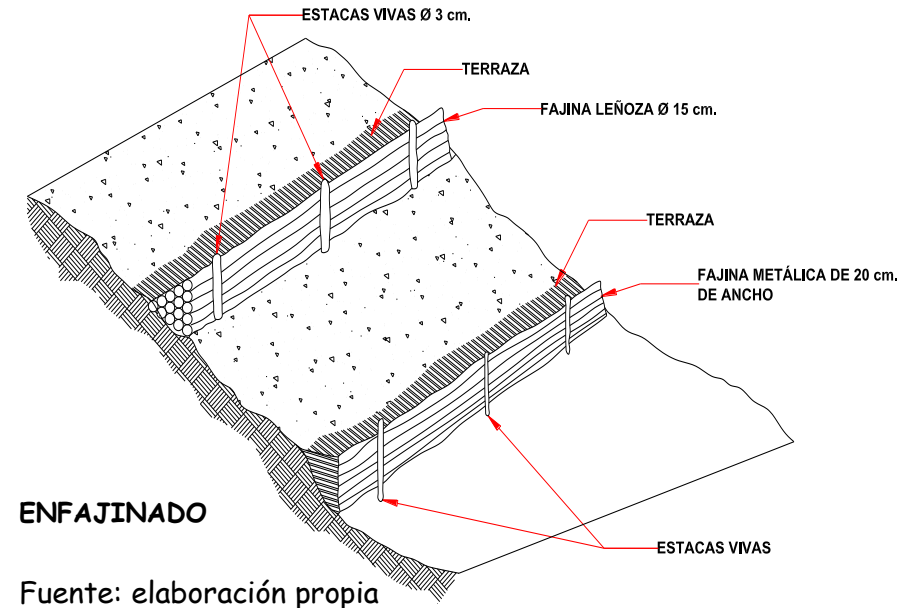 ESTACAS VIVAS Ø 3 cm.
TERRAZA
FAJINA LEÑOZA Ø 15 cm.
TERRAZA
FAJINA METÁLICA DE 20 cm.
DE ANCHO
ENFAJINADO
ESTACAS VIVAS
Fuente: elaboración propia